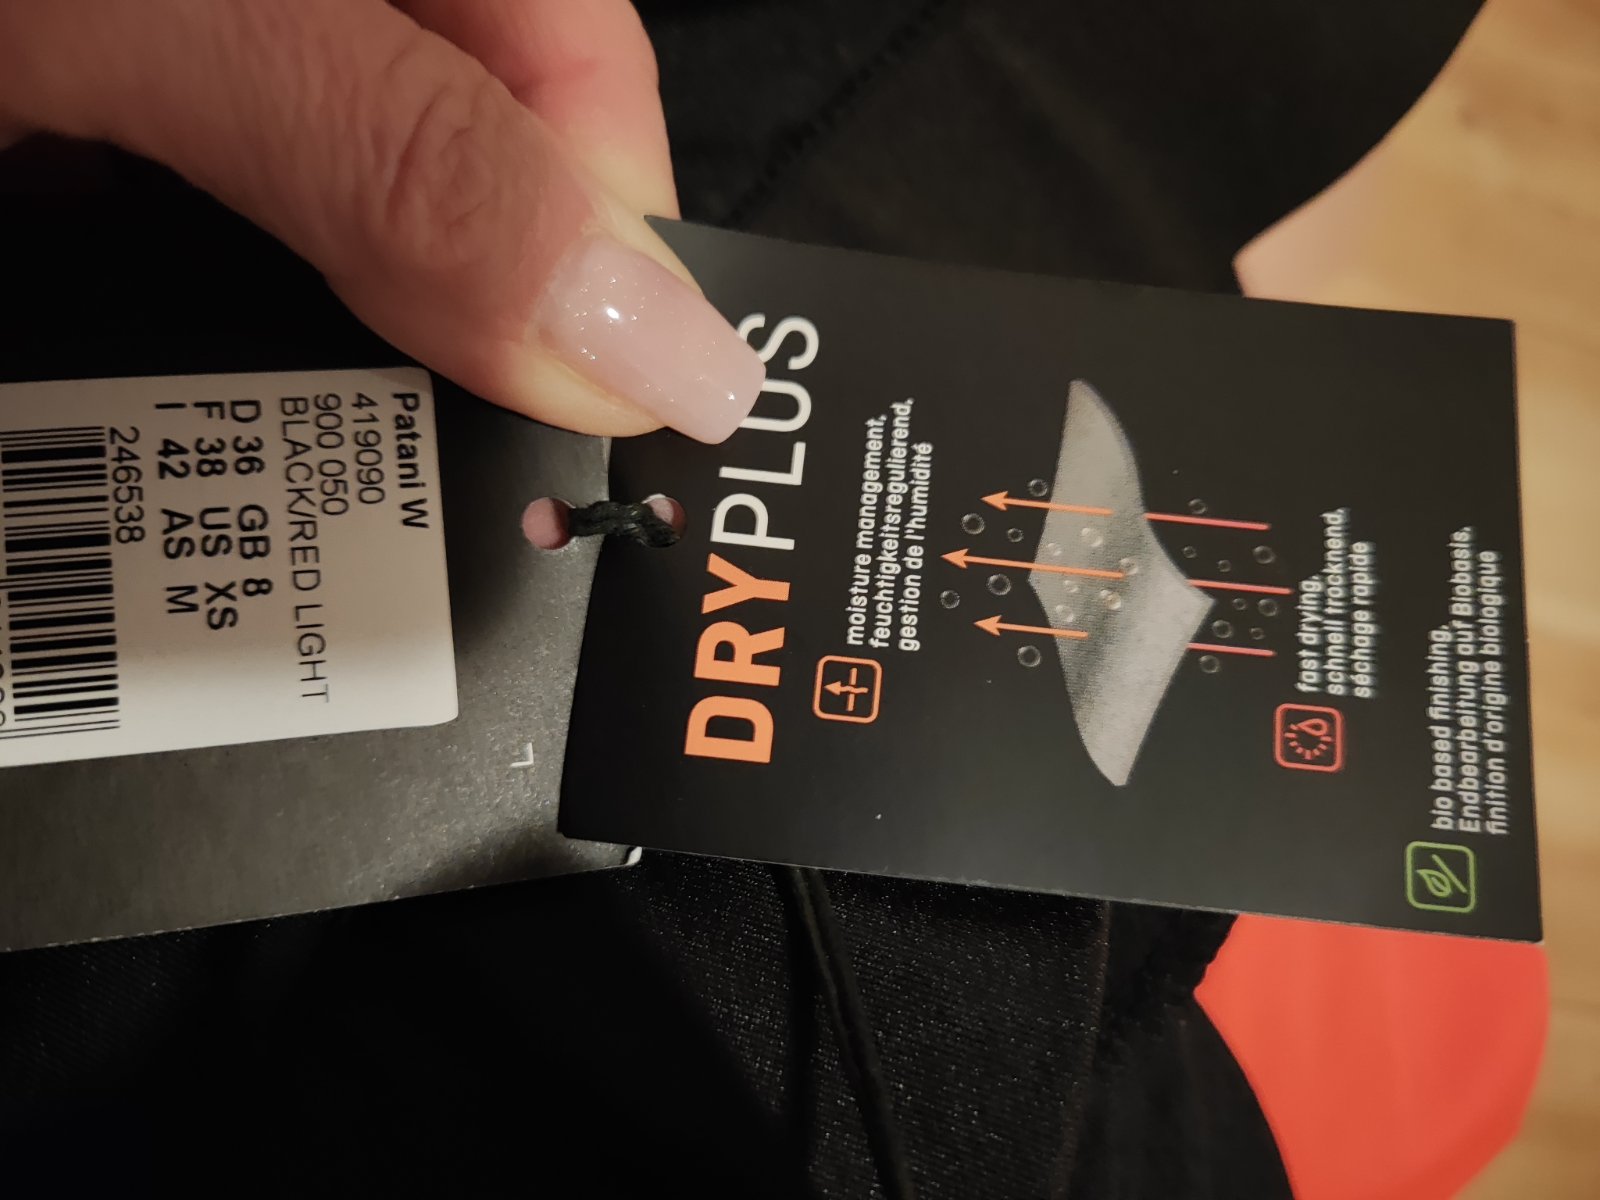 Patani W
419090
900 050
BLACK/RED LIGHT
D 36 GB 8
F 38 US XS
I 42 AS M
246538
DRYPLUS
moisture management,
feuchtigkeitsregulierend,
gestion de l'humidité
fast drying,
schnell trocknend,
séchage rapide
bio based finishing,
Endbearbeitung auf Biobasis,
finition d'origine biologique